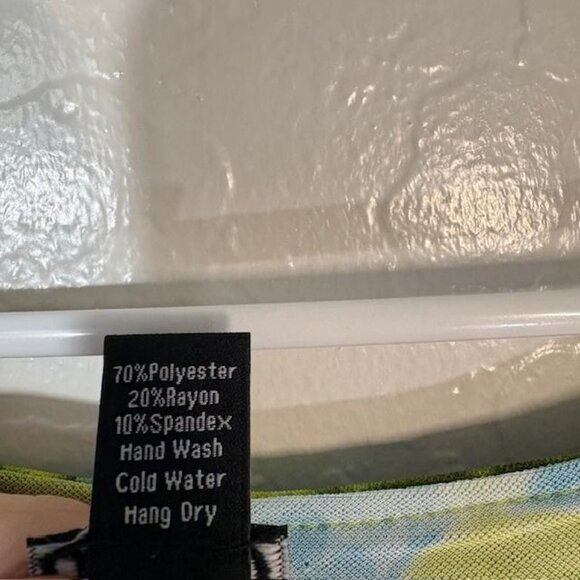 70%Polyester
20%Rayon
10%Spandex
Hand Wash
Cold Water
Hang Dry